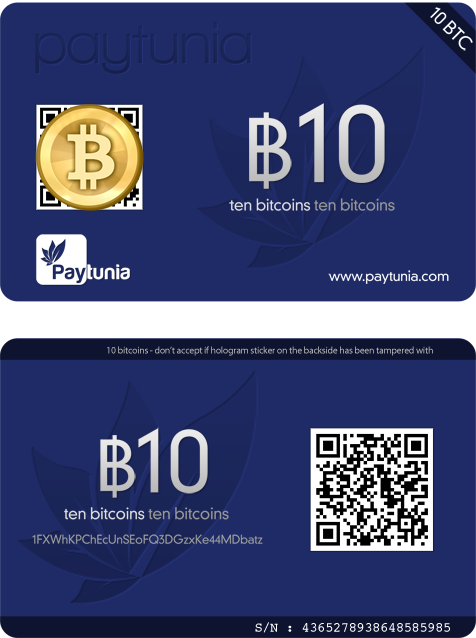 paytunia
10 BTC
฿10
ten bitcoins ten bitcoins
Paytunia
www.paytunia.com
10 bitcoins - don't accept if hologram sticker on the backside has been tampered with
฿10
ten bitcoins ten bitcoins
1FXWhKPChEcUnSEoFQ3DGzxKe44MDbatz
S/N : 4365278938648585985